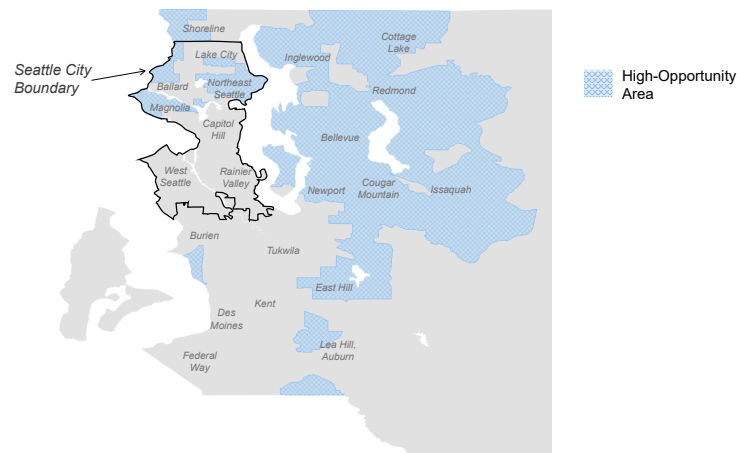 Shoreline
Cottage
Lake
Lake City
Inglewood
Seattle City
Boundary
High-Opportunity
Area
Ballard
Northeast
Seattle
Redmond
Magnolia
Capitol
Hill
Bellevue
West
Seattle
Rainier
Valley
Newport
Cougar
Mountain
Issaquah
Burien
Tukwila
East Hill
Kent
Des
Moines
Lea Hill,
Auburn
Federal
Way